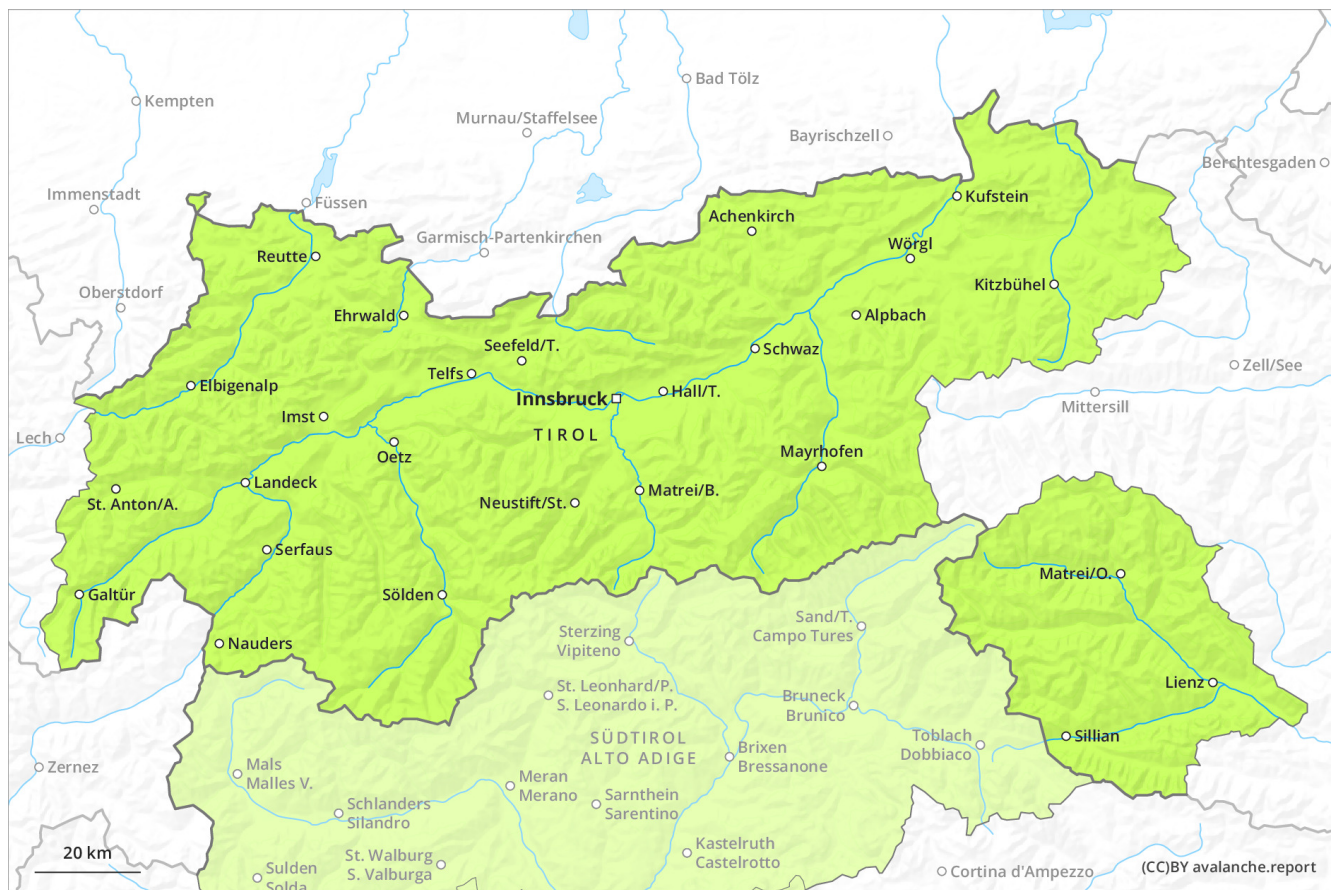 Kempten
Bad Tölz
Murnau/Staffelsee
Bayrischzell
Berchtesgaden
Immenstadt
Füssen
Kufstein
Achenkirch
Garmisch-Partenkirchen
Wörgl
Reutte
Oberstdorf
Kitzbühel
Ehrwald
Alpbach
Seefeld/T.
Schwaz
Zell/See
Telfs
Elbigenalp
Hall/T.
Innsbruck
Mittersill
Imst
TIROL
Lech
Oetz
Mayrhofen
Landeck
Matrei/B.
St. Anton/A.
Neustift/St.
Serfaus
Matrei/O.
Galtür
Sölden
Sand/T.
Campo Tures
Sterzing
Vipiteno
Nauders
Lienz
St. Leonhard/P.
S. Leonardo i. P.
Bruneck
Brunico
SÜDTIROL
ALTO ADIGE
Toblach
Dobbiaco
Sillian
Brixen
Bressanone
Zernez
Mals
Malles V.
Meran
Merano
Sarnthein
Sarentino
Schlanders
Silandro
Kastelruth
Castelrotto
20 km
St. Walburg
S. Valburga
Sulden
Solda
Cortina d'Ampezzo
(CC)BY avalanche.report